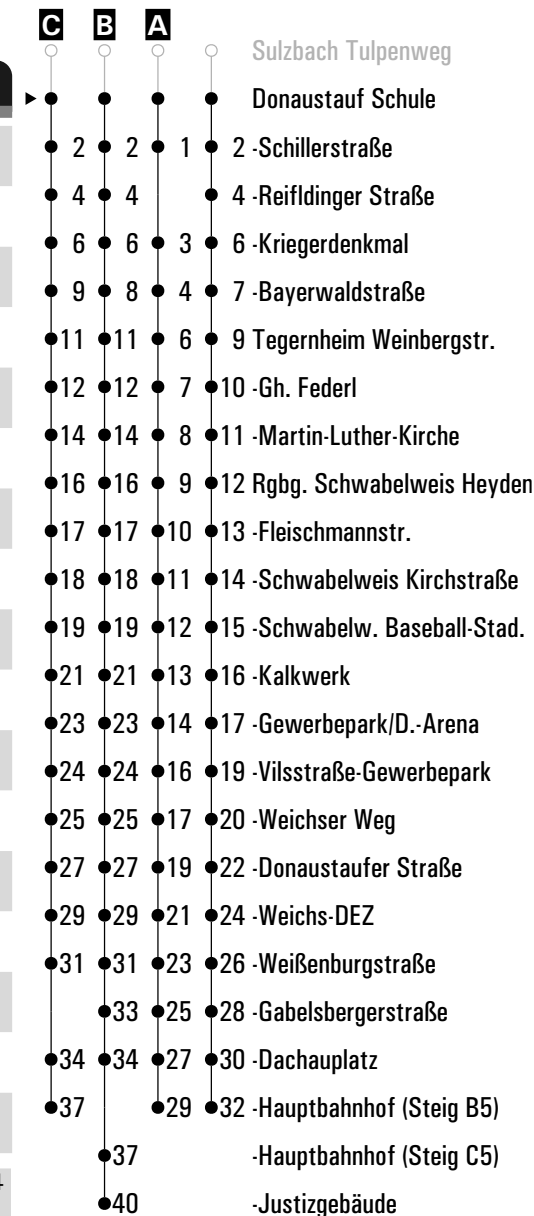 C B A
Sulzbach Tulpenweg
Donaustauf Schule
2 2 1 2 -Schillerstraße
4 4 4 -Reifldinger Straße
6 6 3 6 -Kriegerdenkmal
9 8 4 7 -Bayerwaldstraße
11 11 6 9 Tegernheim Weinbergstr.
12 12 7 10 -Gh. Federl
14 14 8 11 -Martin-Luther-Kirche
16 16 9 12 Rgbg. Schwabelweis Heyden
17 17 10 13 -Fleischmannstr.
18 18 11 14 -Schwabelweis Kirchstraße
19 19 12 15 -Schwabelw. Baseball-Stad.
21 21 13 16 -Kalkwerk
23 23 14 17 -Gewerbepark/D.-Arena
24 24 16 19 -Vilsstraße-Gewerbepark
25 25 17 20 -Weichser Weg
27 27 19 22 -Donaustaufer Straße
29 29 21 24 -Weichs-DEZ
31 31 23 26 -Weißenburgstraße
33 25 28 -Gabelsbergerstraße
34 34 27 30 -Dachauplatz
37 29 32 -Hauptbahnhof (Steig B5)
37 -Hauptbahnhof (Steig C5)
40 -Justizgebäude